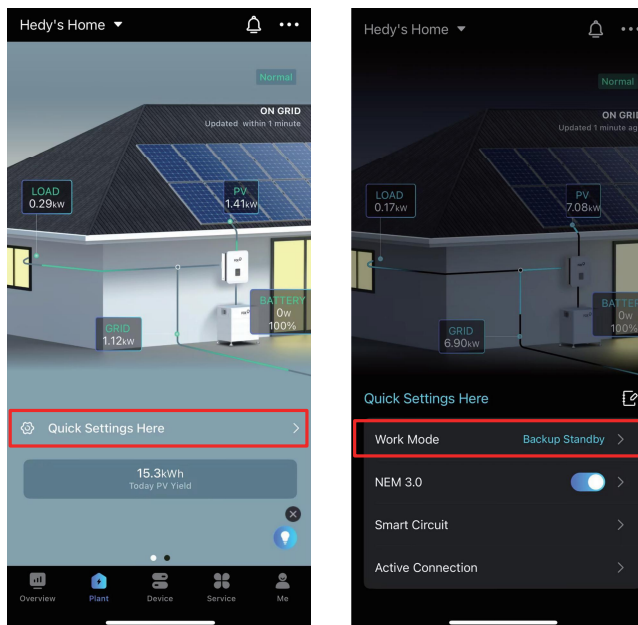 Hedy's Home
Normal
ON GRID
Updated within 1 minute
LOAD
0.29kW
PV
1.41kW
BATTERY
0W
100%
GRID
1.12kW
Quick Settings Here
15.3kWh
Today PV Yield
Overview
Plant
Device
Service
Me
Hedy's Home
Normal
ON GRID
Updated 1 minute ag
LOAD
0.17kW
PV
7.08kW
BATTER
0W
100%
GRID
6.90kW
Quick Settings Here
Work Mode Backup Standby
NEM 3.0
Smart Circuit
Active Connection